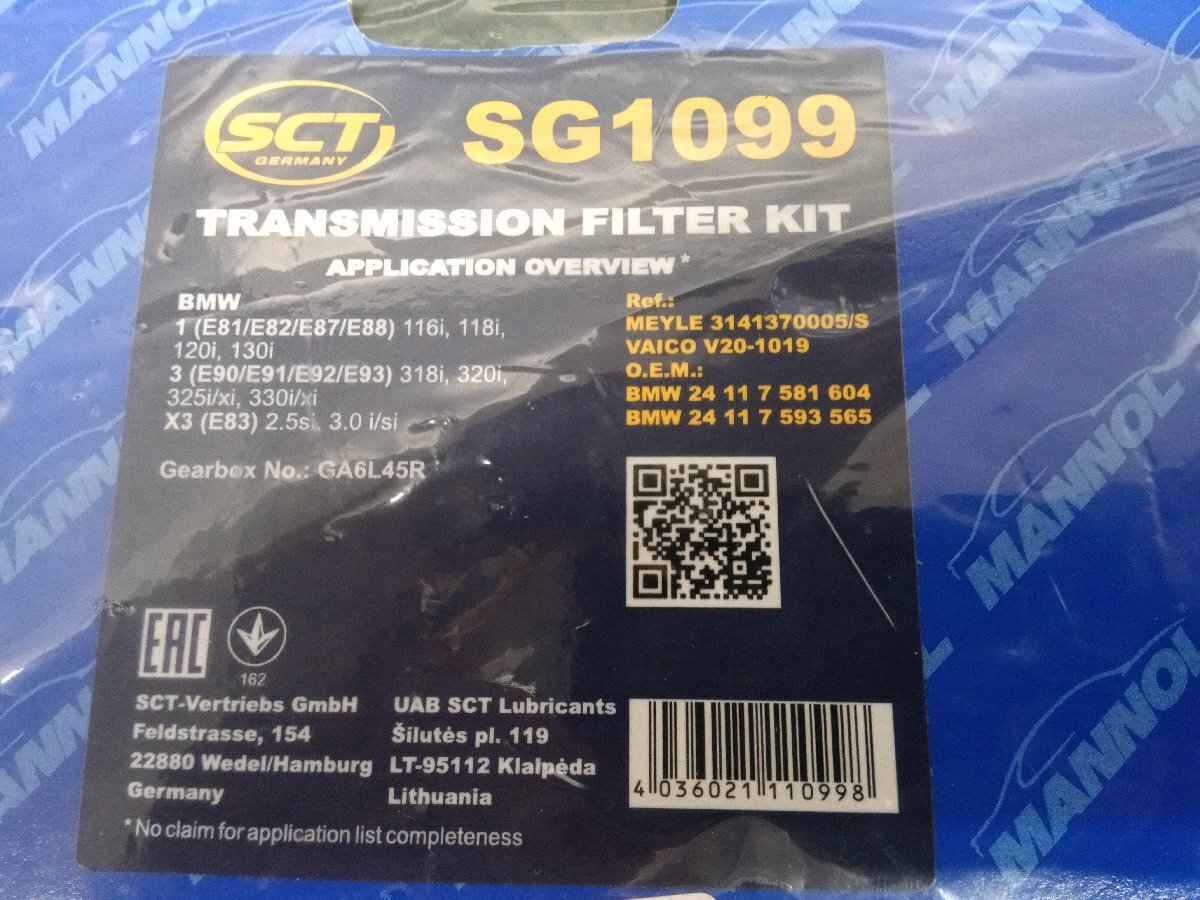 MANNOL
MANNOL
MANNOL
SCT
GERMANY
SG1099
TRANSMISSION FILTER KIT
APPLICATION OVERVIEW*
BMW
1 (E81/E82/E87/E88) 116i, 118i,
120i, 130i
3 (E90/E91/E92/E93) 318i, 320i,
325i/xi, 330i/xi
X3 (E83) 2.5si, 3.0 i/si
Gearbox No.: GA6L45R
Ref.:
MEYLE 3141370005/S
VAICO V20-1019
O.E.M.:
BMW 24 11 7 581 604
BMW 24 11 7 593 565
MANNOL
MANNOL
MANNOL
MANNOL
EAC
162
SCT-Vertriebs GmbH
Feldstrasse, 154
22880 Wedel/Hamburg
Germany
UAB SCT Lubricants
Šilutės pl. 119
LT-95112 Klaipėda
Lithuania
4 036021 110998
*No claim for application list completeness
MANNOL